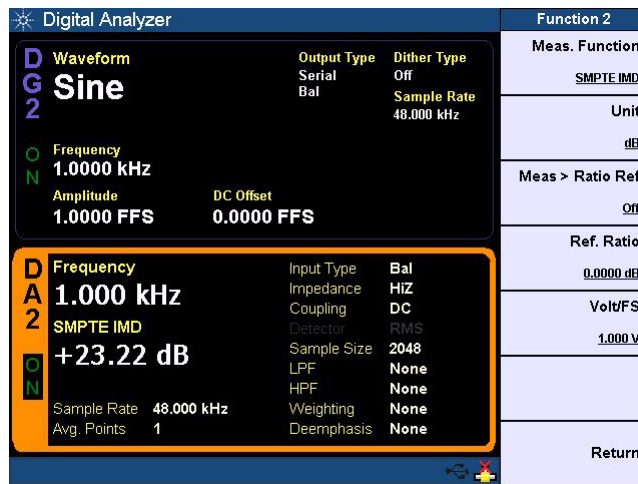 Digital Analyzer
DG2
ON
Waveform
Sine
Output Type
Serial
Bal
Dither Type
Off
Sample Rate
48.000 kHz
Frequency
1.0000 kHz
Amplitude
1.0000 FFS
DC Offset
0.0000 FFS
DA2
ON
Frequency
1.000 kHz
SMPTE IMD
+23.22 dB
Sample Rate 48.000 kHz
Avg. Points 1
Input Type Bal
Impedance HiZ
Coupling DC
Detector RMS
Sample Size 2048
LPF None
HPF None
Weighting None
Deemphasis None
Function 2
Meas. Function
SMPTE IMD
Unit
dB
Meas > Ratio Ref
Off
Ref. Ratio
0.0000 dB
Volt/FS
1.000 V
Return